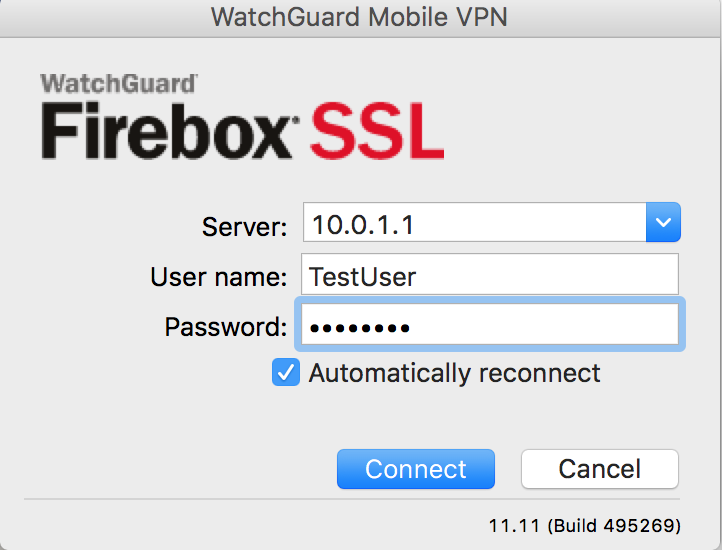 WatchGuard Mobile VPN
WatchGuard
Firebox SSL
Server: 10.0.1.1
User name: TestUser
Password: ••••••••
Automatically reconnect
Connect Cancel
11.11 (Build 495269)